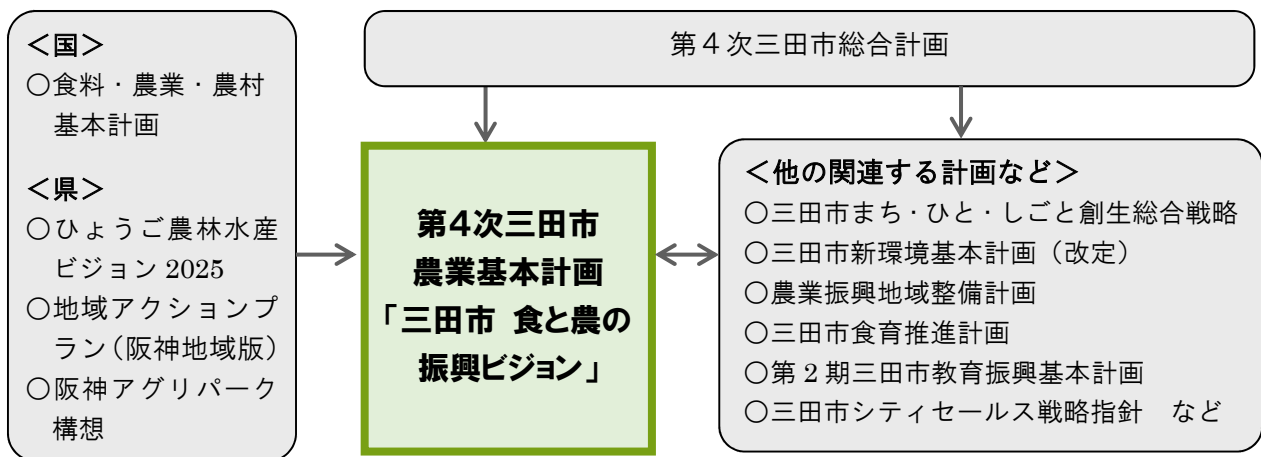 ＜国＞
○食料・農業・農村
基本計画
＜県＞
○ひょうご農林水産
ビジョン 2025
○地域アクションプ
ラン（阪神地域版）
○阪神アグリパーク
構想
第４次三田市総合計画
第４次三田市
農業基本計画
「三田市 食と農の
振興ビジョン」
＜他の関連する計画など＞
○三田市まち・ひと・しごと創生総合戦略
○三田市新環境基本計画（改定）
○農業振興地域整備計画
○三田市食育推進計画
○第 2 期三田市教育振興基本計画
○三田市シティセールス戦略指針　など